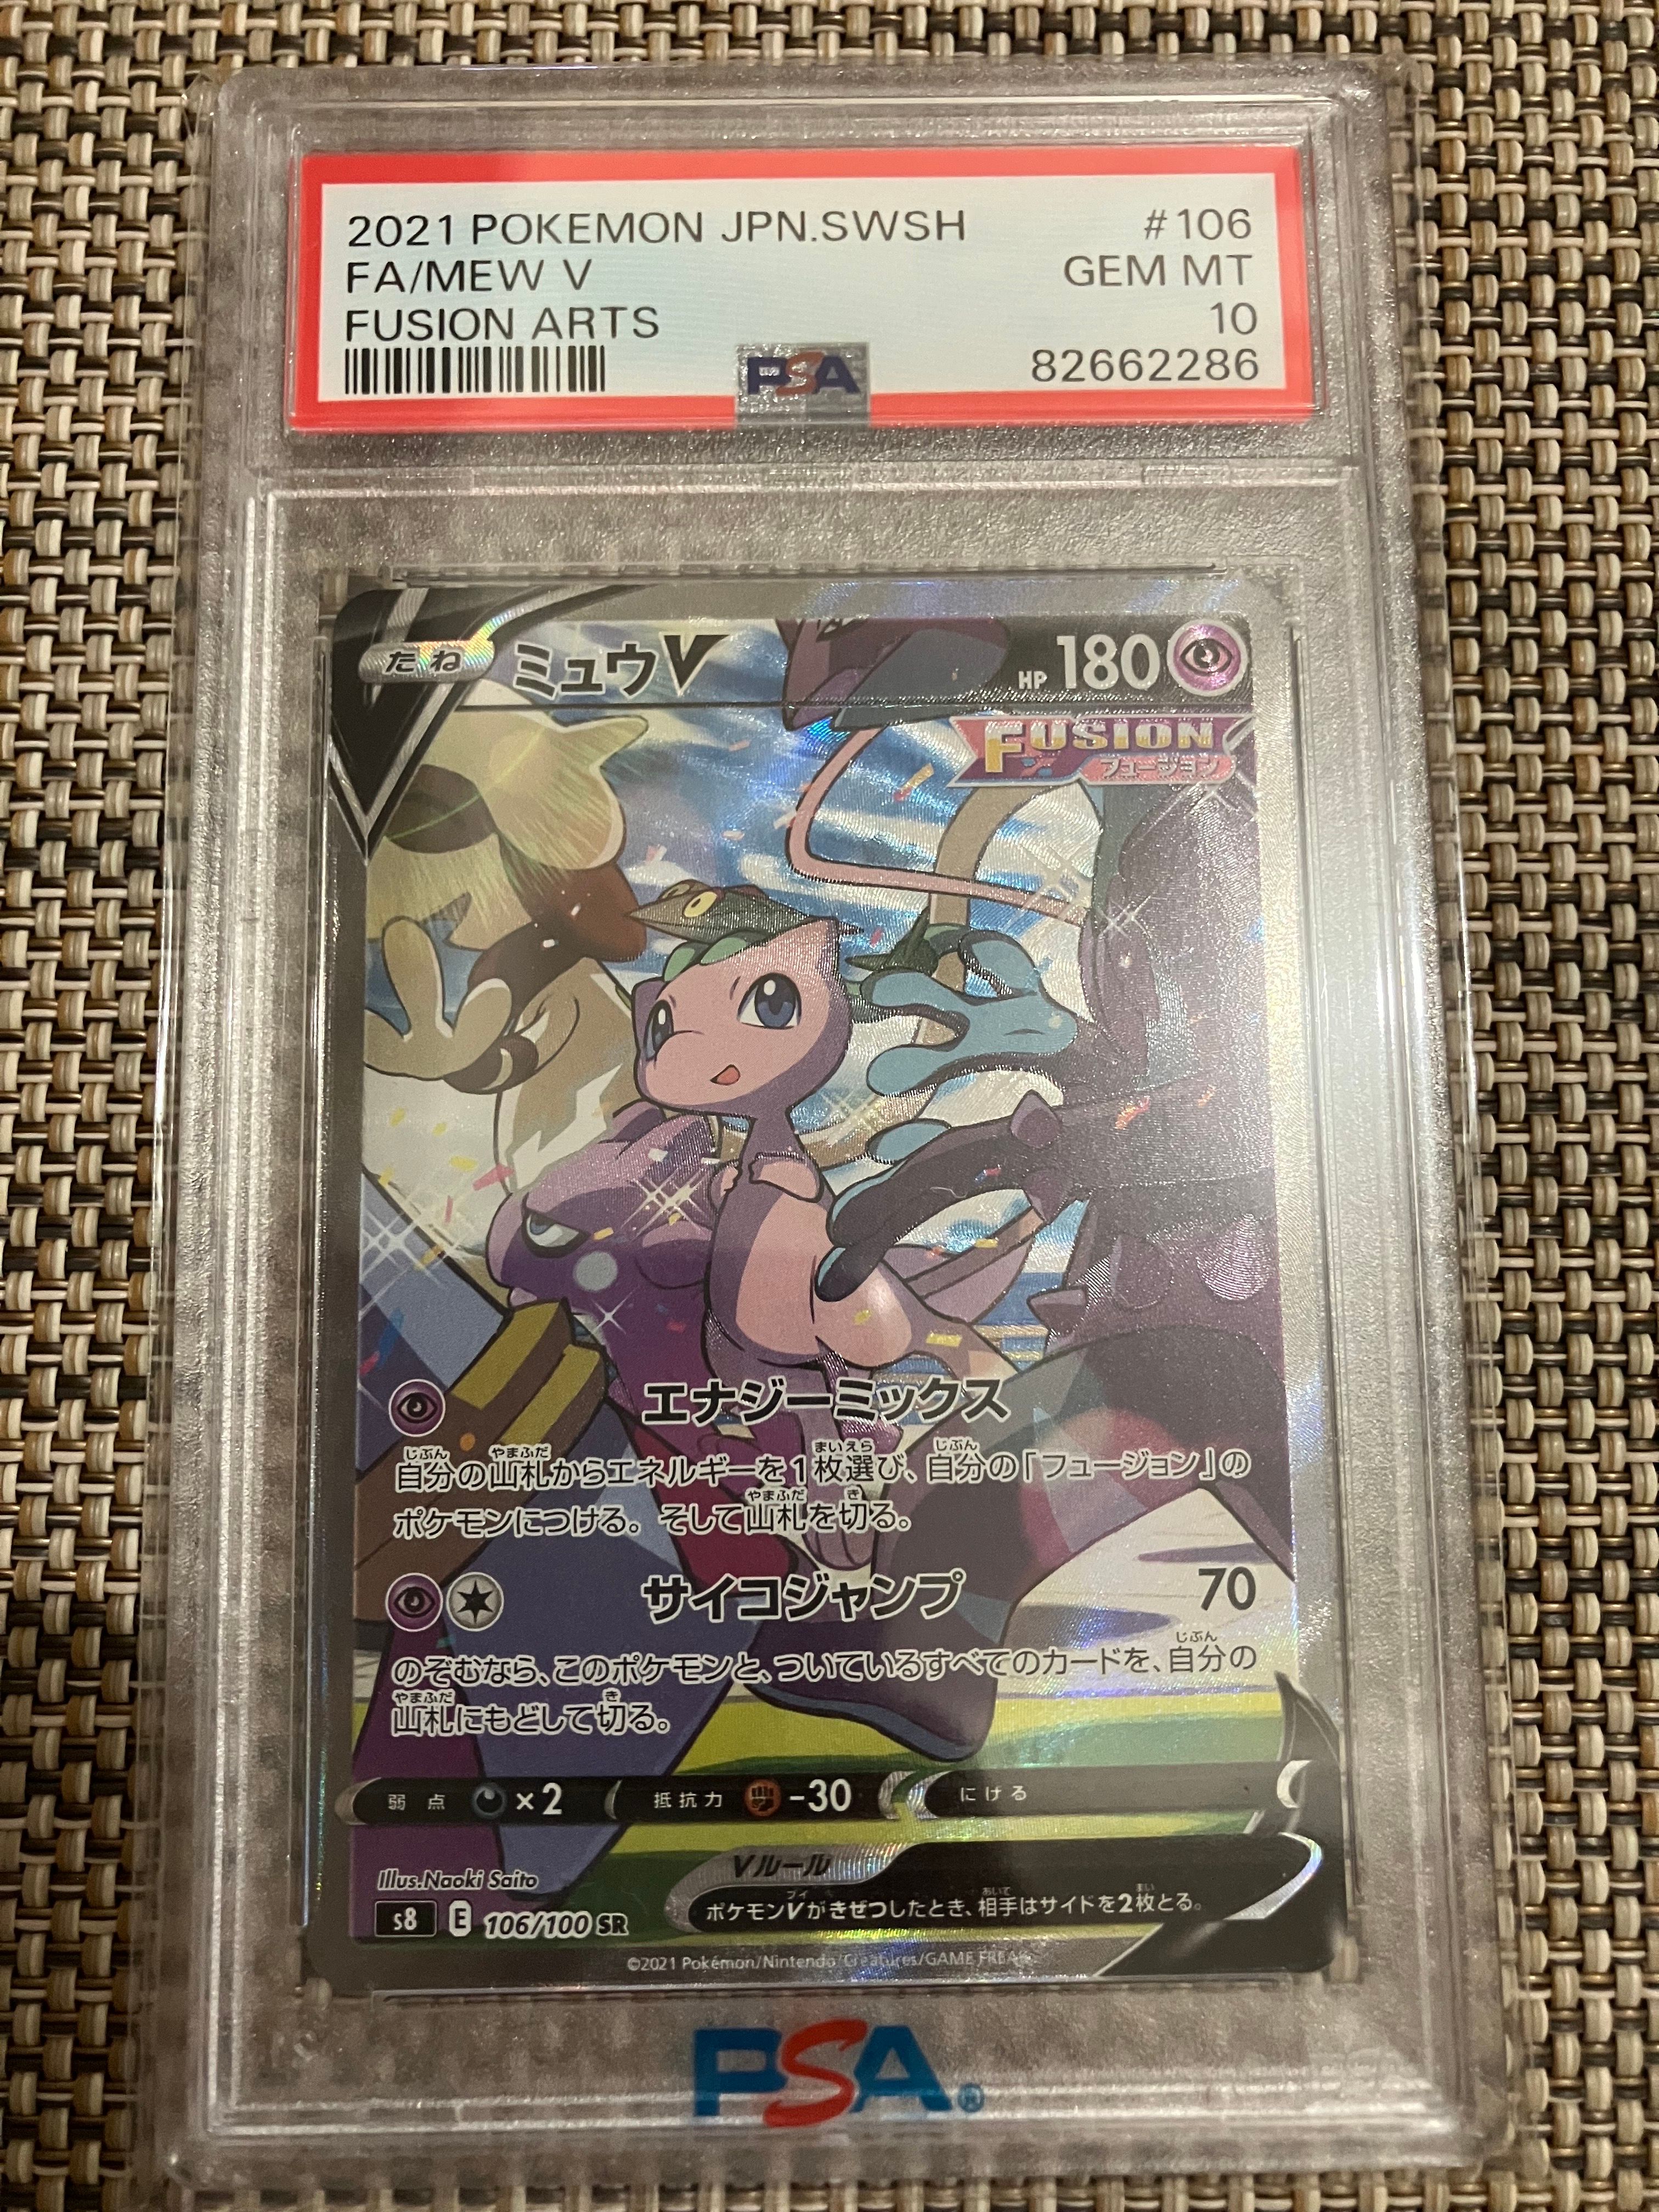 2021 POKEMON JPN.SWSH #106
FA/MEW V GEM MT
FUSION ARTS 10
PSA 82662286
たね ミュウV HP 180
FUSION
フュージョン
エナジーミックス
自分の山札からエネルギーを1枚選び、自分の「フュージョン」の
ポケモンにつける。そして山札を切る。
サイコジャンプ 70
のぞむなら、このポケモンと、ついているすべてのカードを、自分の
山札にもどして切る。
弱点 ×2 抵抗力 -30 にげる
Vルール
ポケモンVがきぜつしたとき、相手はサイドを2枚とる。
Illus.Naoki Saito
s8 E 106/100 SR
©2021 Pokémon/Nintendo/Creatures/GAME FREAK
PSA®